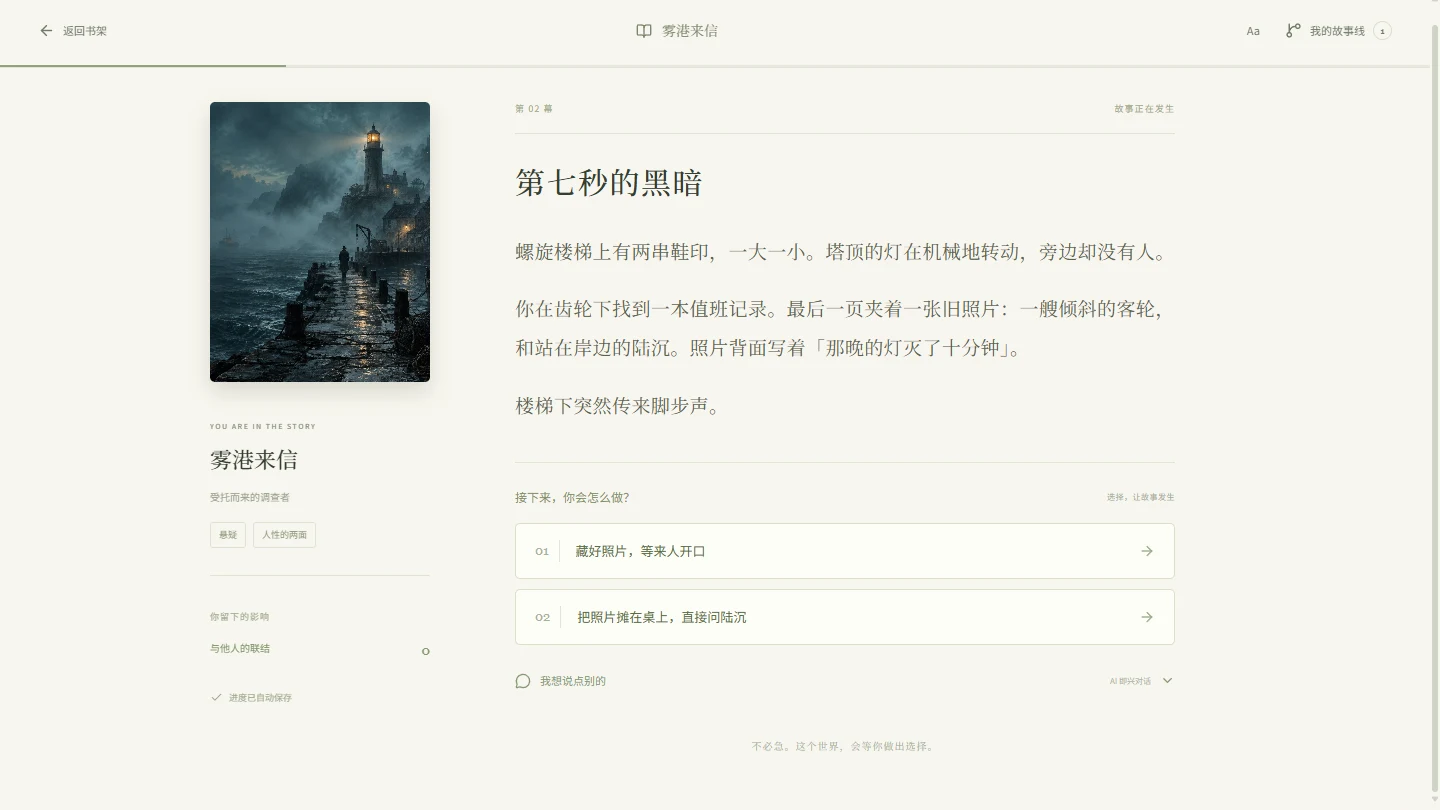 返回书架
雾港来信
Aa
我的故事线
1
YOU ARE IN THE STORY
雾港来信
受托而来的调查者
悬疑
人性的两面
你留下的影响
与他人的联结
0
进度已自动保存
第 02 幕
故事正在发生
第七秒的黑暗
螺旋楼梯上有两串鞋印，一大一小。塔顶的灯在机械地转动，旁边却没有人。
你在齿轮下找到一本值班记录。最后一页夹着一张旧照片：一艘倾斜的客轮，
和站在岸边的陆沉。照片背面写着「那晚的灯灭了十分钟」。
楼梯下突然传来脚步声。
接下来，你会怎么做？
选择，让故事发生
01 藏好照片，等来人开口
02 把照片摊在桌上，直接问陆沉
我想说点别的
AI 即兴对话
不必急。这个世界，会等你做出选择。